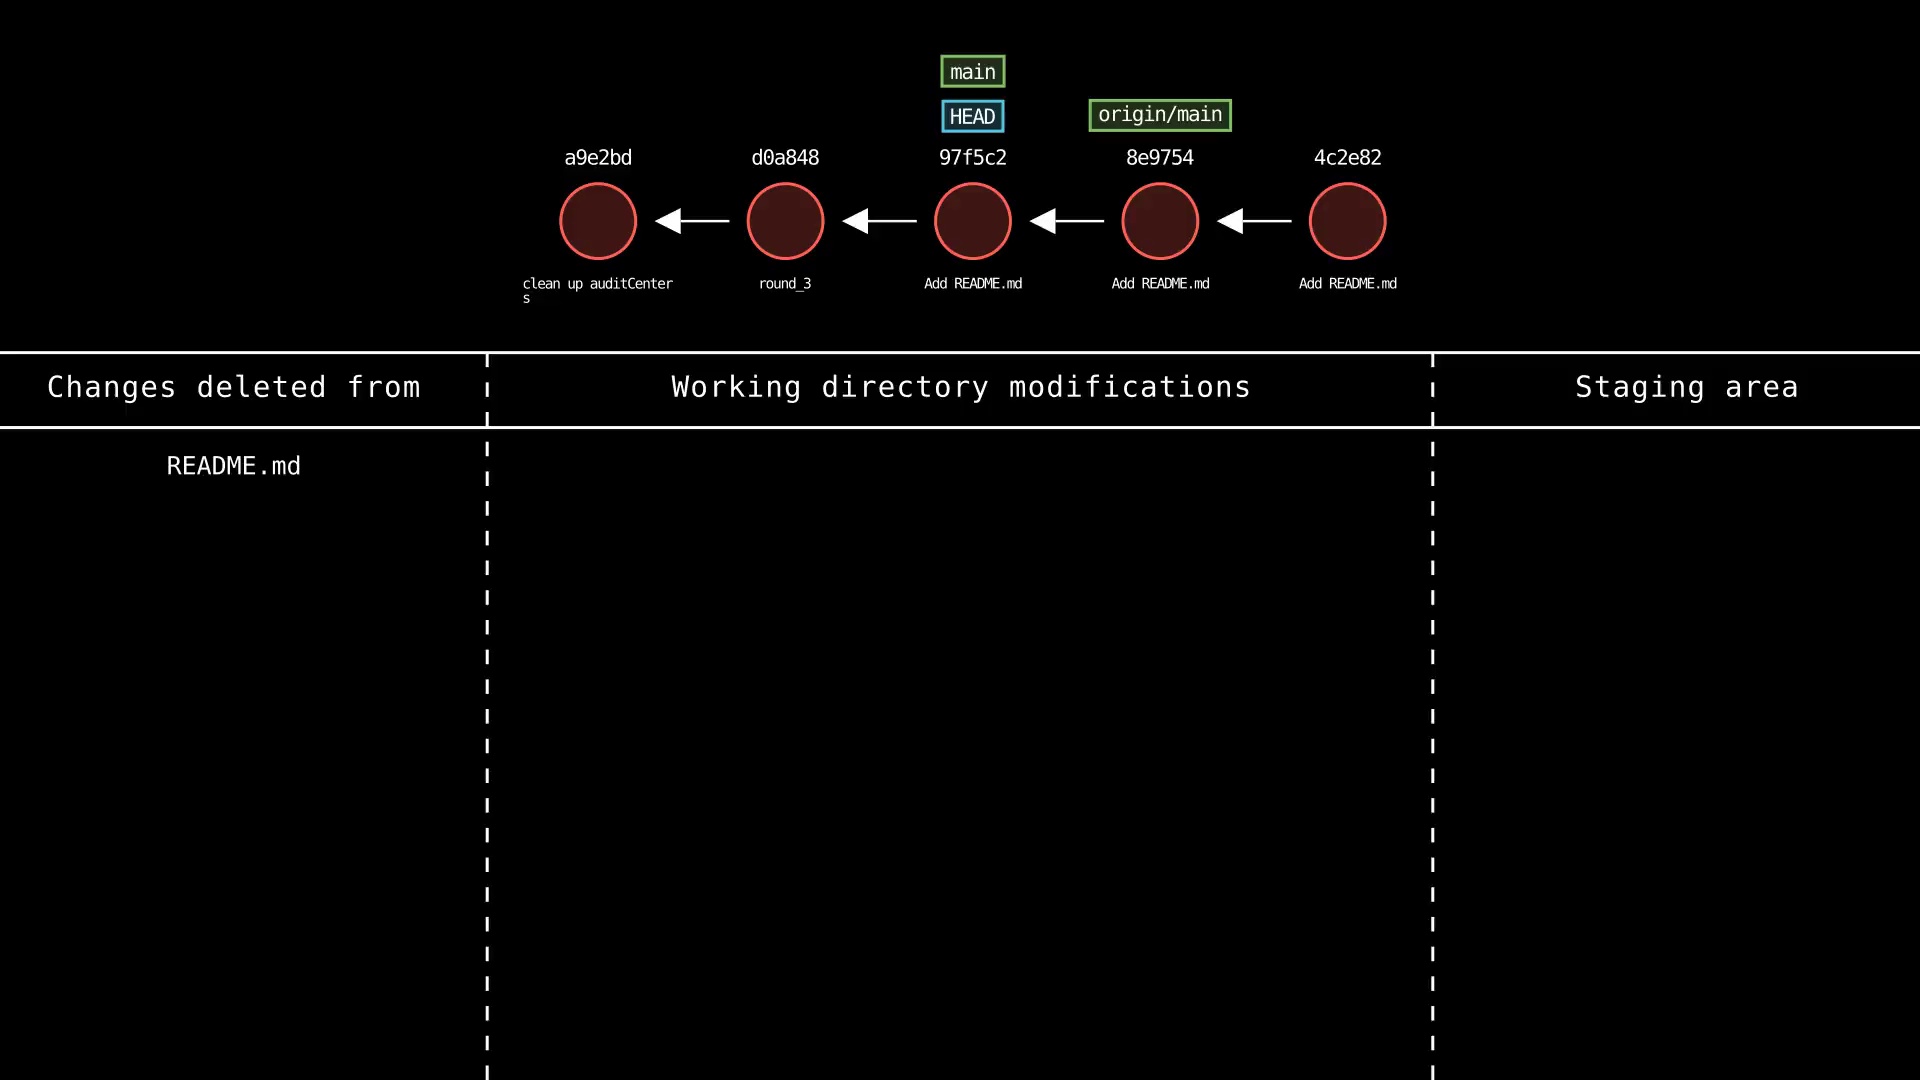 main
HEAD
origin/main
a9e2bd
d0a848
97f5c2
8e9754
4c2e82
clean up auditCenter
s
round_3
Add README.md
Add README.md
Add README.md
Changes deleted from
Working directory modifications
Staging area
README.md